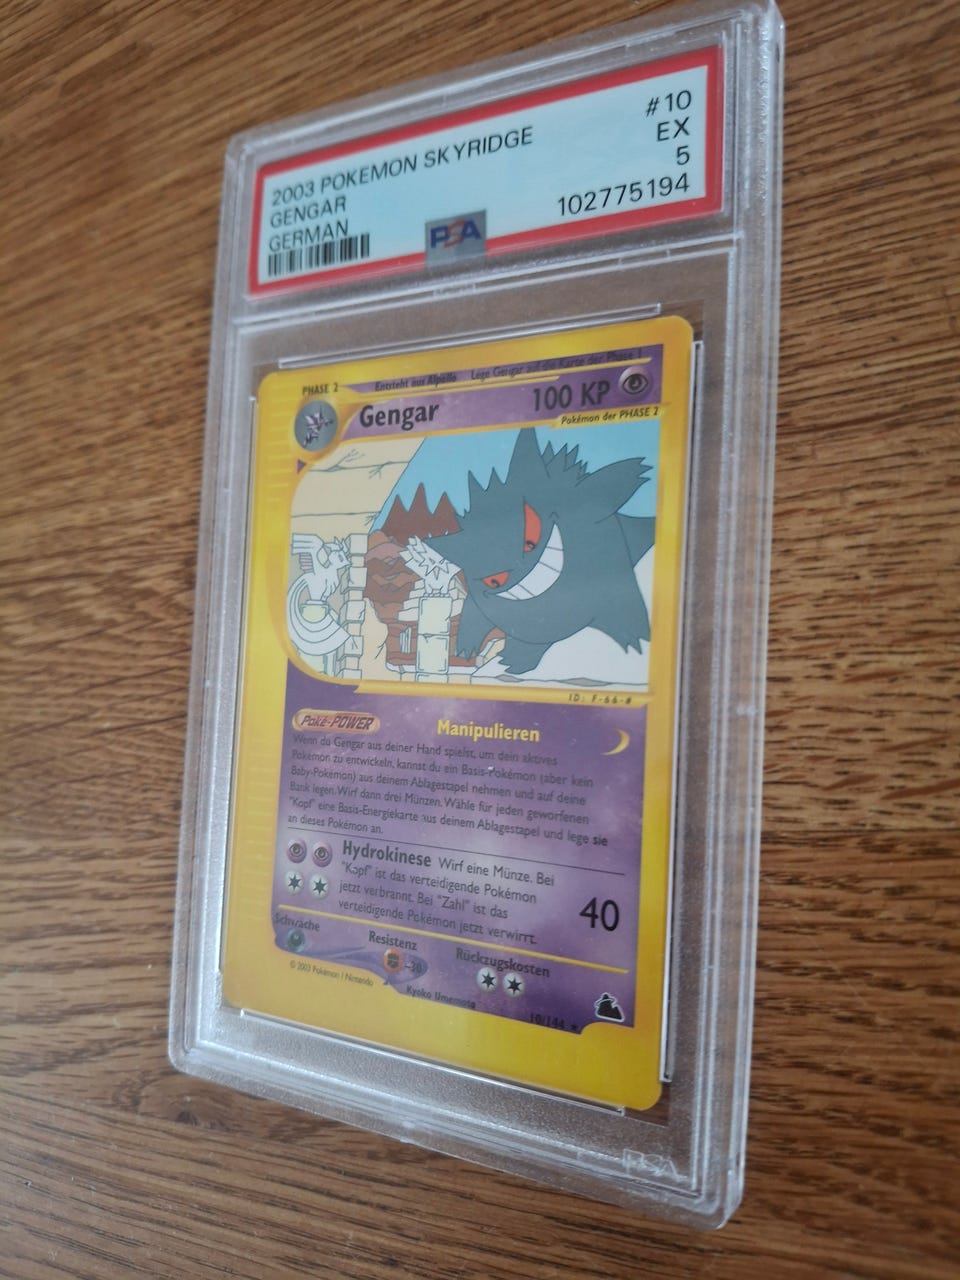 2003 POKEMON SKYRIDGE #10
GENGAR EX
GERMAN 5
PSA 102775194
PHASE 2 Entsteht aus Alpollo Lege Gengar auf die Karte der Phase 1
Gengar 100 KP
Pokémon der PHASE 2
ID: F-66-#
Poké-POWER Manipulieren
Wenn du Gengar aus deiner Hand spielst, um dein aktives
Pokémon zu entwickeln, kannst du ein Basis-Pokémon (aber kein
Baby-Pokémon) aus deinem Ablagestapel nehmen und auf deine
Bank legen. Wirf dann drei Münzen. Wähle für jeden geworfenen
"Kopf" eine Basis-Energiekarte aus deinem Ablagestapel und lege sie
an dieses Pokémon an.
Hydrokinese Wirf eine Münze. Bei
"Kopf" ist das verteidigende Pokémon
jetzt verbrannt. Bei "Zahl" ist das
verteidigende Pokémon jetzt verwirrt.
40
Schwäche Resistenz Rückzugskosten
-30
© 2003 Pokémon / Nintendo Kyoko Umemoto 10/144 ★
PSA